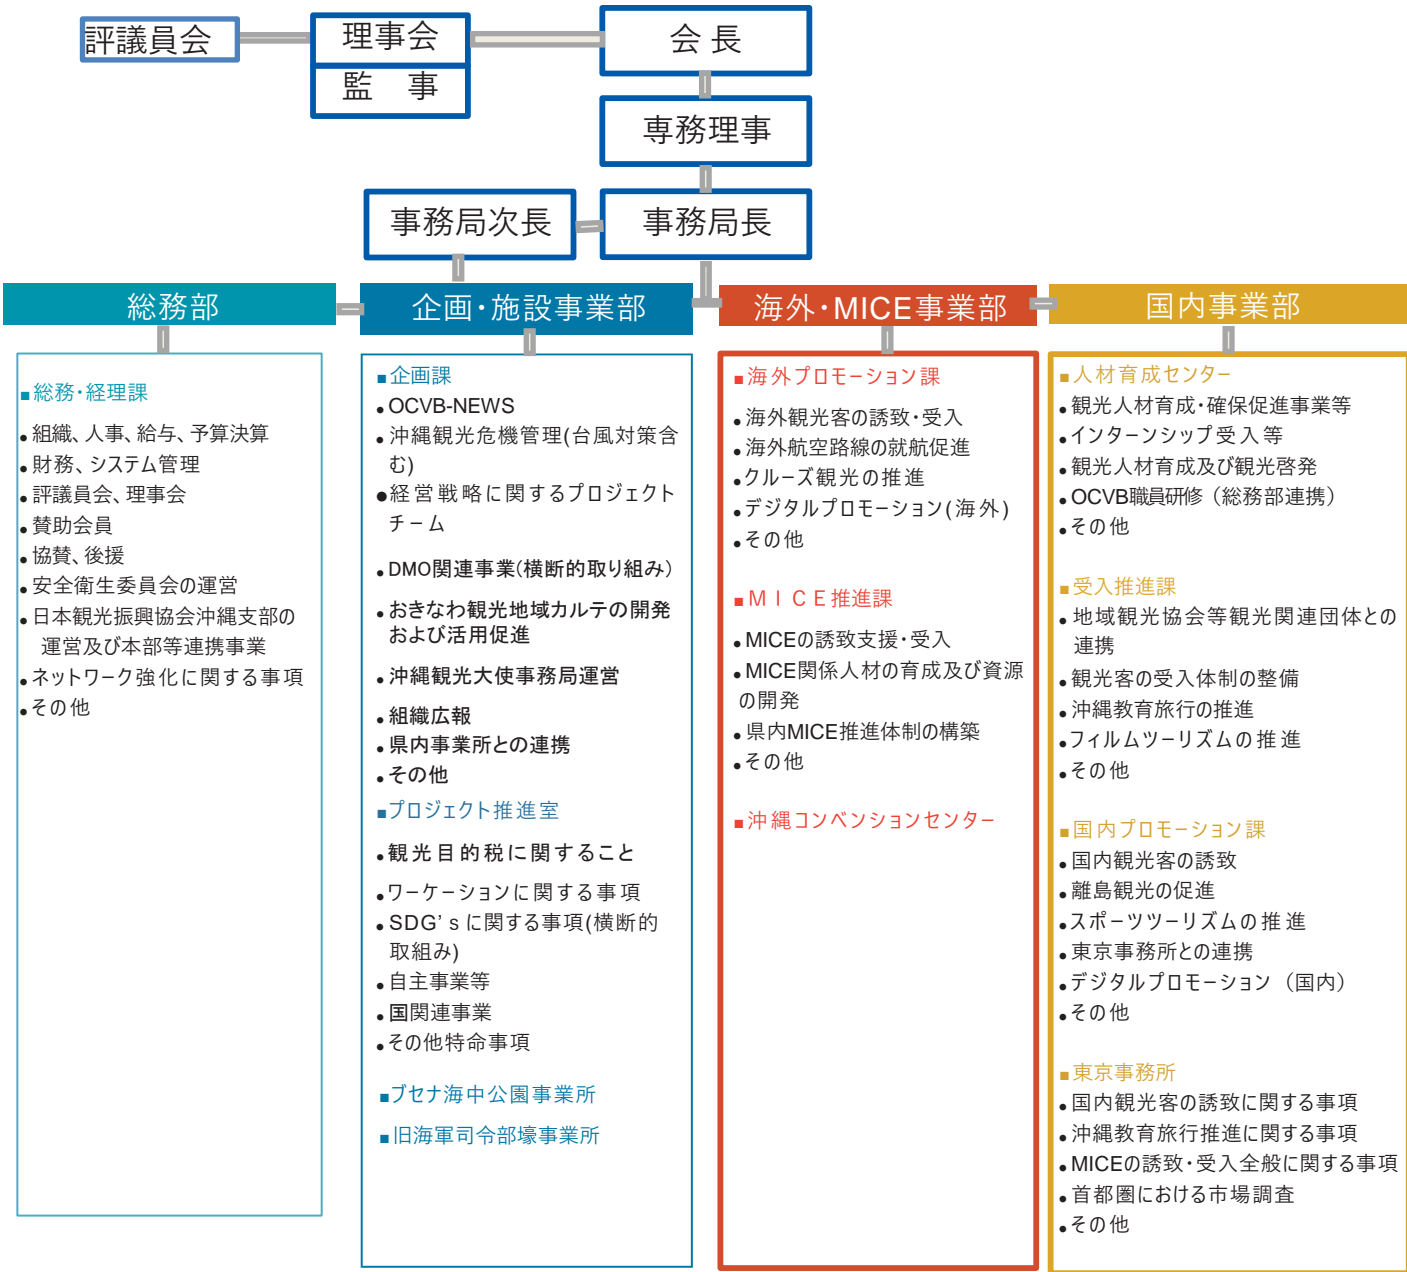 評議員会
理事会
監 事
会 長
専務理事
事務局次長
事務局長
総務部
■総務・経理課
●組織、人事、給与、予算決算
●財務、システム管理
●評議員会、理事会
●賛助会員
●協賛、後援
●安全衛生委員会の運営
●日本観光振興協会沖縄支部の
運営及び本部等連携事業
●ネットワーク強化に関する事項
●その他
企画・施設事業部
■企画課
●OCVB-NEWS
●沖縄観光危機管理(台風対策含
む)
●経営戦略に関するプロジェクト
チーム
●DMO関連事業(横断的取り組み)
●おきなわ観光地域カルテの開発
および活用促進
●沖縄観光大使事務局運営
●組織広報
●県内事業所との連携
●その他
■プロジェクト推進室
●観光目的税に関すること
●ワーケーションに関する事項
●SDG’sに関する事項(横断的
取組み)
●自主事業等
●国関連事業
●その他特命事項
■ブセナ海中公園事業所
■旧海軍司令部壕事業所
海外・MICE事業部
■海外プロモーション課
●海外観光客の誘致・受入
●海外航空路線の就航促進
●クルーズ観光の推進
●デジタルプロモーション(海外)
●その他
■ＭＩＣＥ推進課
●MICEの誘致支援・受入
●MICE関係人材の育成及び資源
の開発
●県内MICE推進体制の構築
●その他
■沖縄コンベンションセンター
国内事業部
■人材育成センター
●観光人材育成・確保促進事業等
●インターンシップ受入等
●観光人材育成及び観光啓発
●OCVB職員研修（総務部連携）
●その他
■受入推進課
●地域観光協会等観光関連団体との
連携
●観光客の受入体制の整備
●沖縄教育旅行の推進
●フィルムツーリズムの推進
●その他
■国内プロモーション課
●国内観光客の誘致
●離島観光の促進
●スポーツツーリズムの推進
●東京事務所との連携
●デジタルプロモーション（国内）
●その他
■東京事務所
●国内観光客の誘致に関する事項
●沖縄教育旅行推進に関する事項
●MICEの誘致・受入全般に関する事項
●首都圏における市場調査
●その他